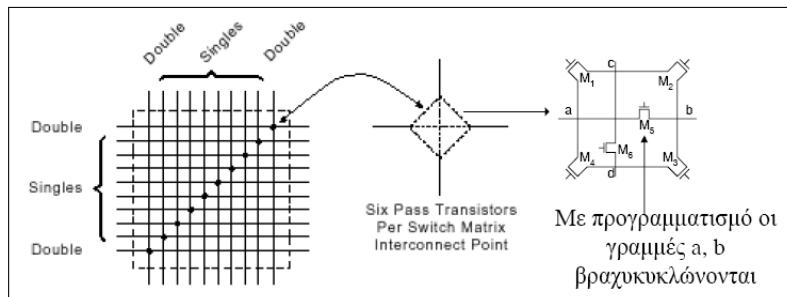 Double
Singles
Double
Double
Singles
Double
Six Pass Transistors
Per Switch Matrix
Interconnect Point
c
M1
M2
a
b
M5
M6
M4
M3
d
Με προγραμματισμό οι
γραμμές a, b
βραχυκυκλώνονται